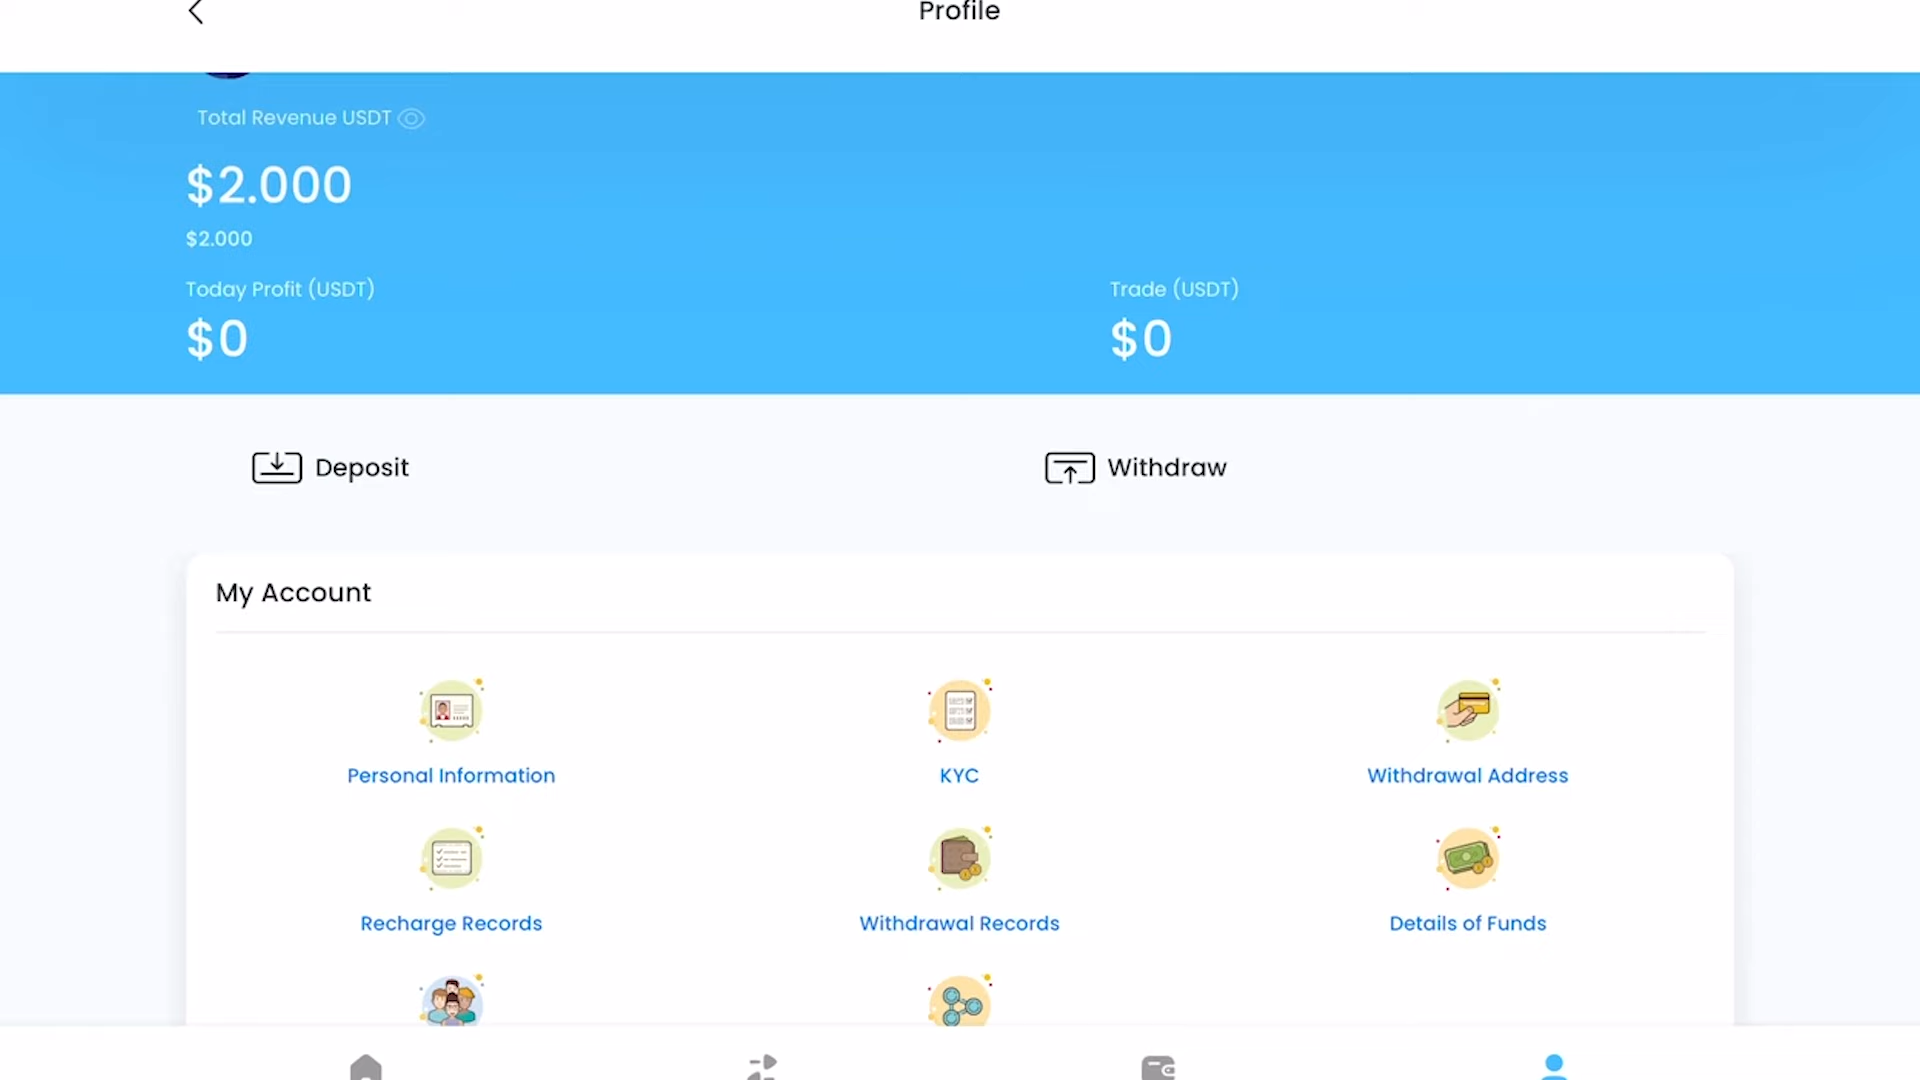 Profile
Total Revenue USDT
$2.000
$2.000
Today Profit (USDT)
Trade (USDT)
$0
$0
Deposit
Withdraw
My Account
Personal Information
KYC
Withdrawal Address
Recharge Records
Withdrawal Records
Details of Funds